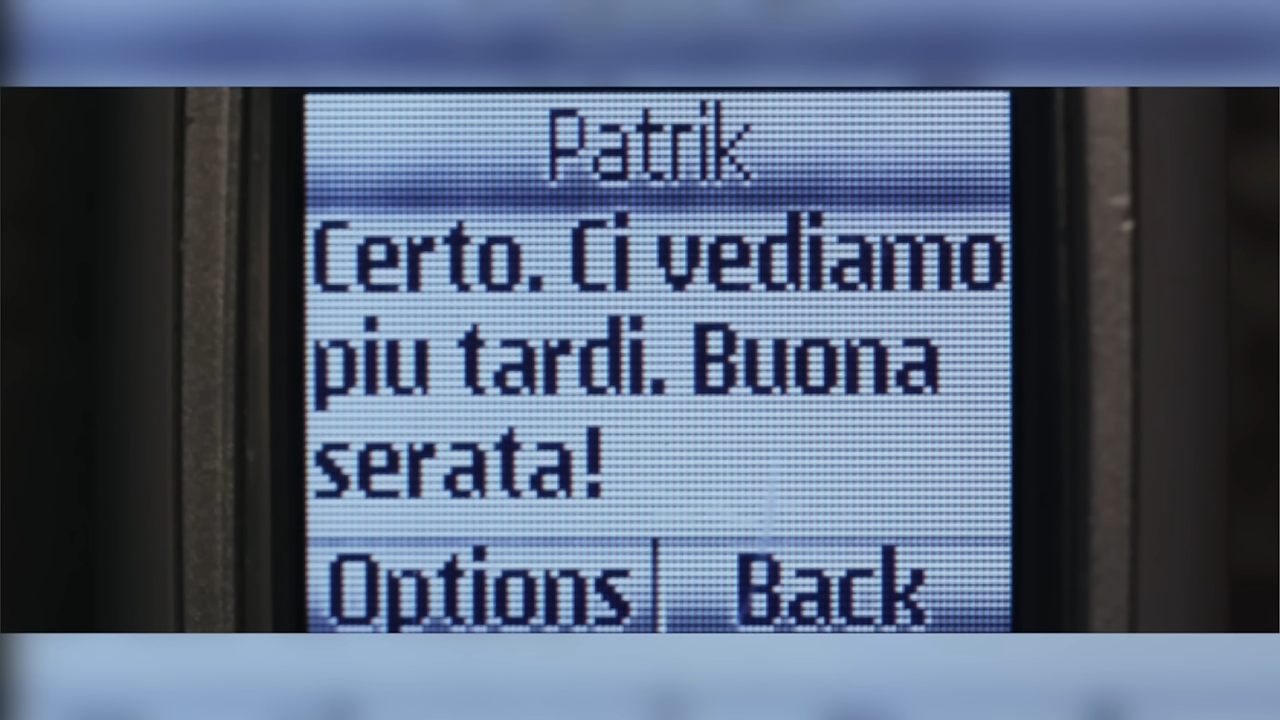 Patrik
Certo. Ci vediamo
piu tardi. Buona
serata!
Options Back